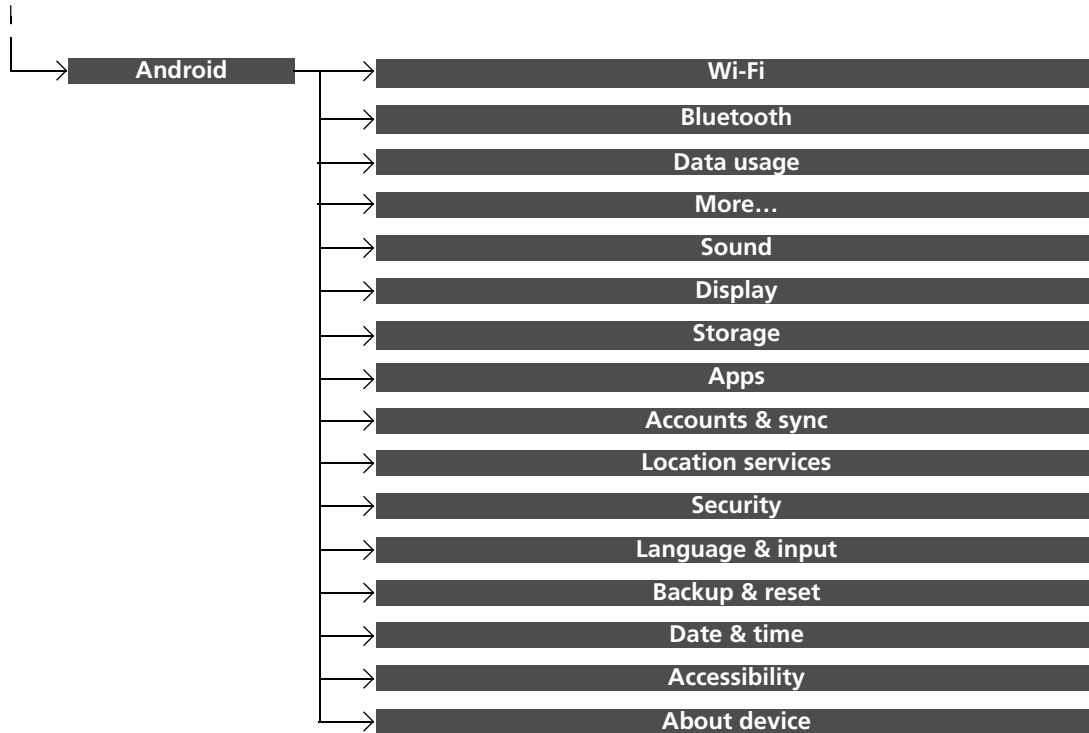 Android
Wi-Fi
Bluetooth
Data usage
More…
Sound
Display
Storage
Apps
Accounts & sync
Location services
Security
Language & input
Backup & reset
Date & time
Accessibility
About device